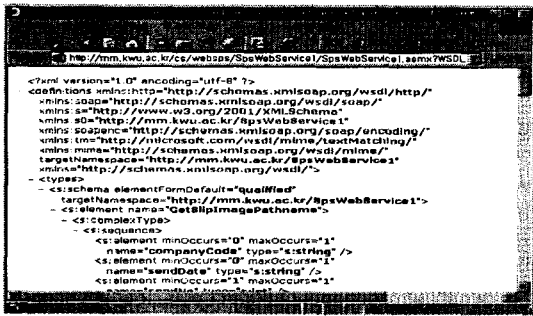 http://mm.kwu.ac.kr/cs/websps/SpsWebService1/SpsWebService1.asmx?WSDL
<?xml version="1.0" encoding="utf-8" ?>
- <definitions xmlns:http="http://schemas.xmlsoap.org/wsdl/http/"
xmlns:soap="http://schemas.xmlsoap.org/wsdl/soap/"
xmlns:s="http://www.w3.org/2001/XMLSchema"
xmlns:s0="http://mm.kwu.ac.kr/SpsWebService1"
xmlns:soapenc="http://schemas.xmlsoap.org/soap/encoding/"
xmlns:tm="http://microsoft.com/wsdl/mime/textMatching/"
xmlns:mime="http://schemas.xmlsoap.org/wsdl/mime/"
targetNamespace="http://mm.kwu.ac.kr/SpsWebService1"
xmlns="http://schemas.xmlsoap.org/wsdl/">
- <types>
- <s:schema elementFormDefault="qualified"
targetNamespace="http://mm.kwu.ac.kr/SpsWebService1">
- <s:element name="GetSlipImagePathname">
- <s:complexType>
- <s:sequence>
<s:element minOccurs="0" maxOccurs="1"
name="companyCode" type="s:string" />
<s:element minOccurs="0" maxOccurs="1"
name="sendDate" type="s:string" />
<s:element minOccurs="1" maxOccurs="1"